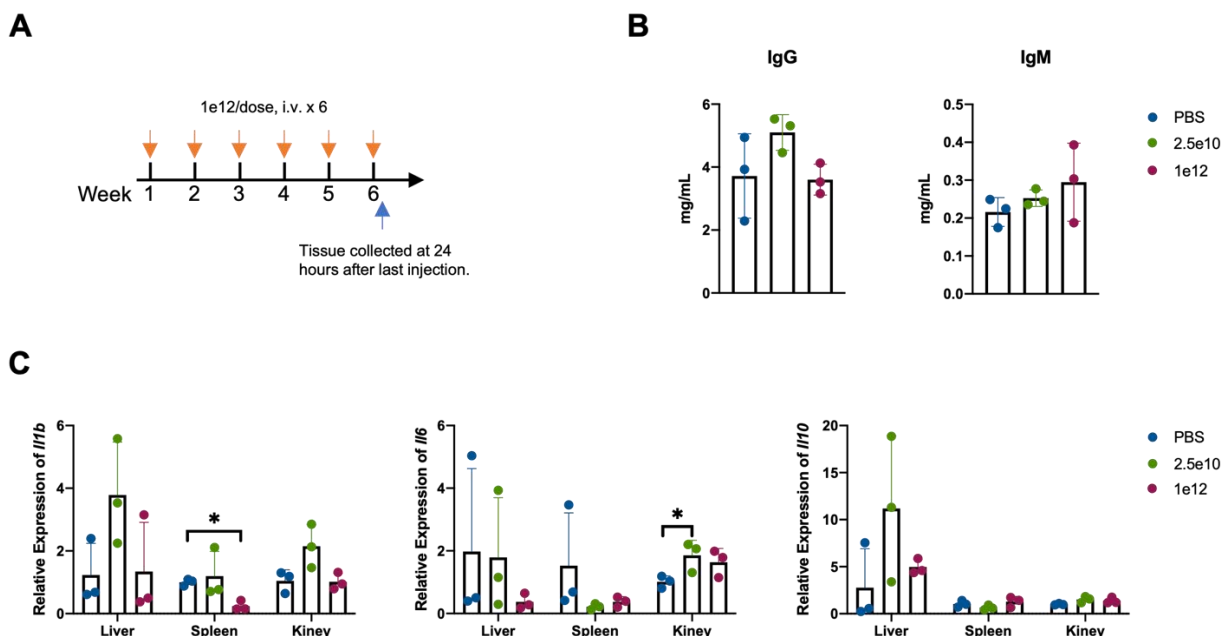 A
1e12/dose, i.v. x 6
Week 1 2 3 4 5 6
Tissue collected at 24
hours after last injection.
B
IgG
mg/mL
6
4
2
0
IgM
mg/mL
0.5
0.4
0.3
0.2
0.1
0.0
PBS
2.5e10
1e12
C
Relative Expression of Il1b
6
4
2
0
*
Liver Spleen Kiney
Relative Expression of Il6
6
4
2
0
*
Liver Spleen Kiney
Relative Expression of Il10
20
15
10
5
0
Liver Spleen Kiney
PBS
2.5e10
1e12